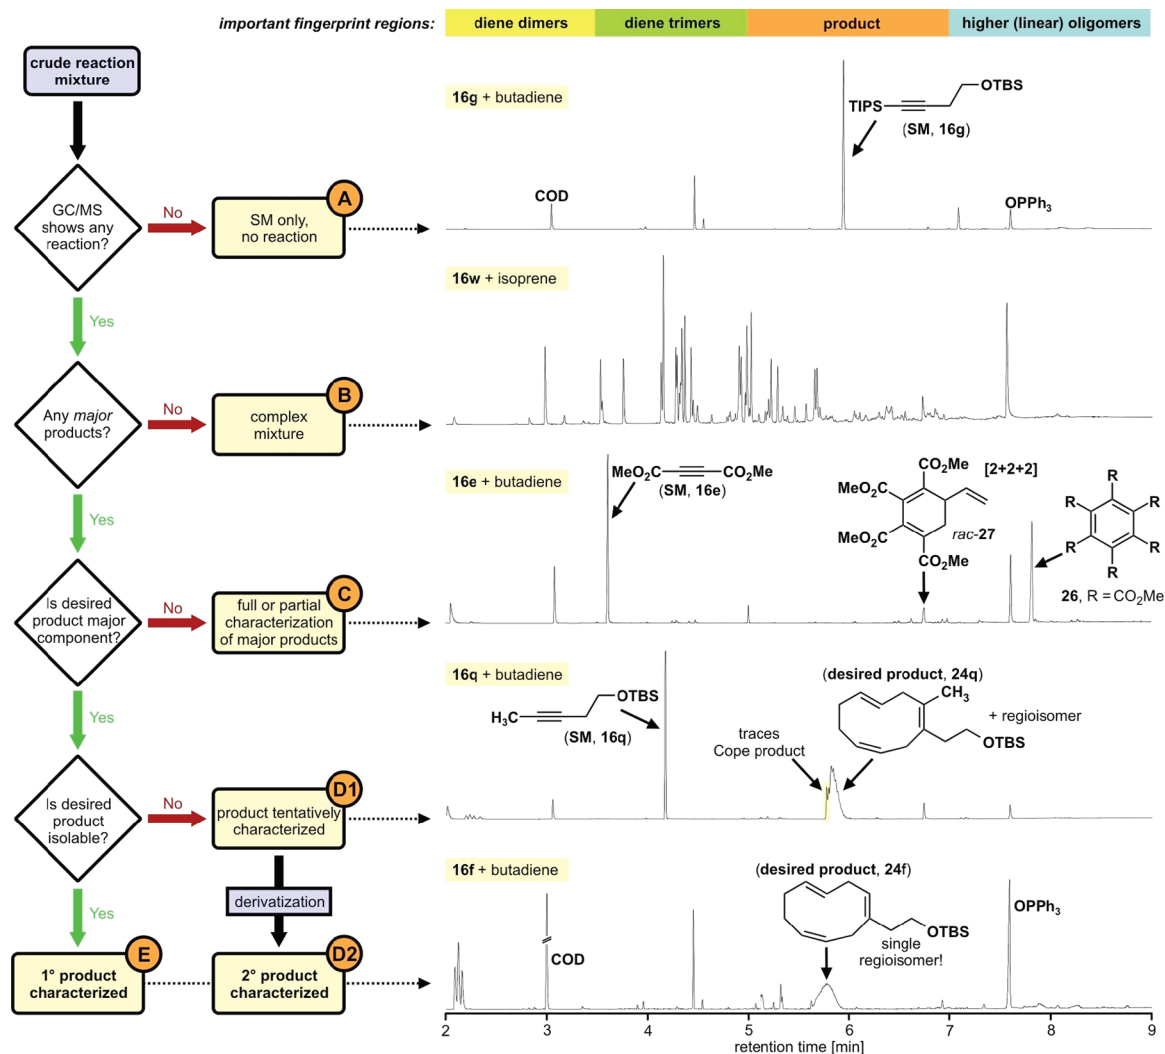 important fingerprint regions:
diene dimers
diene trimers
product
higher (linear) oligomers
crude reaction
mixture
GC/MS
shows any
reaction?
No
A
SM only,
no reaction
Yes
16g + butadiene
COD
TIPS
OTBS
(SM, 16g)
OPPh3
Any major
products?
No
B
complex
mixture
Yes
16w + isoprene
Is desired
product major
component?
No
C
full or partial
characterization
of major products
Yes
16e + butadiene
MeO2C
CO2Me
(SM, 16e)
CO2Me
[2+2+2]
MeO2C
MeO2C
rac-27
CO2Me
R
R
R
R
R
R
26, R = CO2Me
Is desired
product
isolable?
No
D1
product tentatively
characterized
Yes
derivatization
16q + butadiene
H3C
OTBS
(SM, 16q)
traces
Cope product
(desired product, 24q)
CH3
+ regioisomer
OTBS
E
1° product
characterized
D2
2° product
characterized
16f + butadiene
COD
(desired product, 24f)
OTBS
single
regioisomer!
OPPh3
2 3 4 5 6 7 8 9
retention time [min]